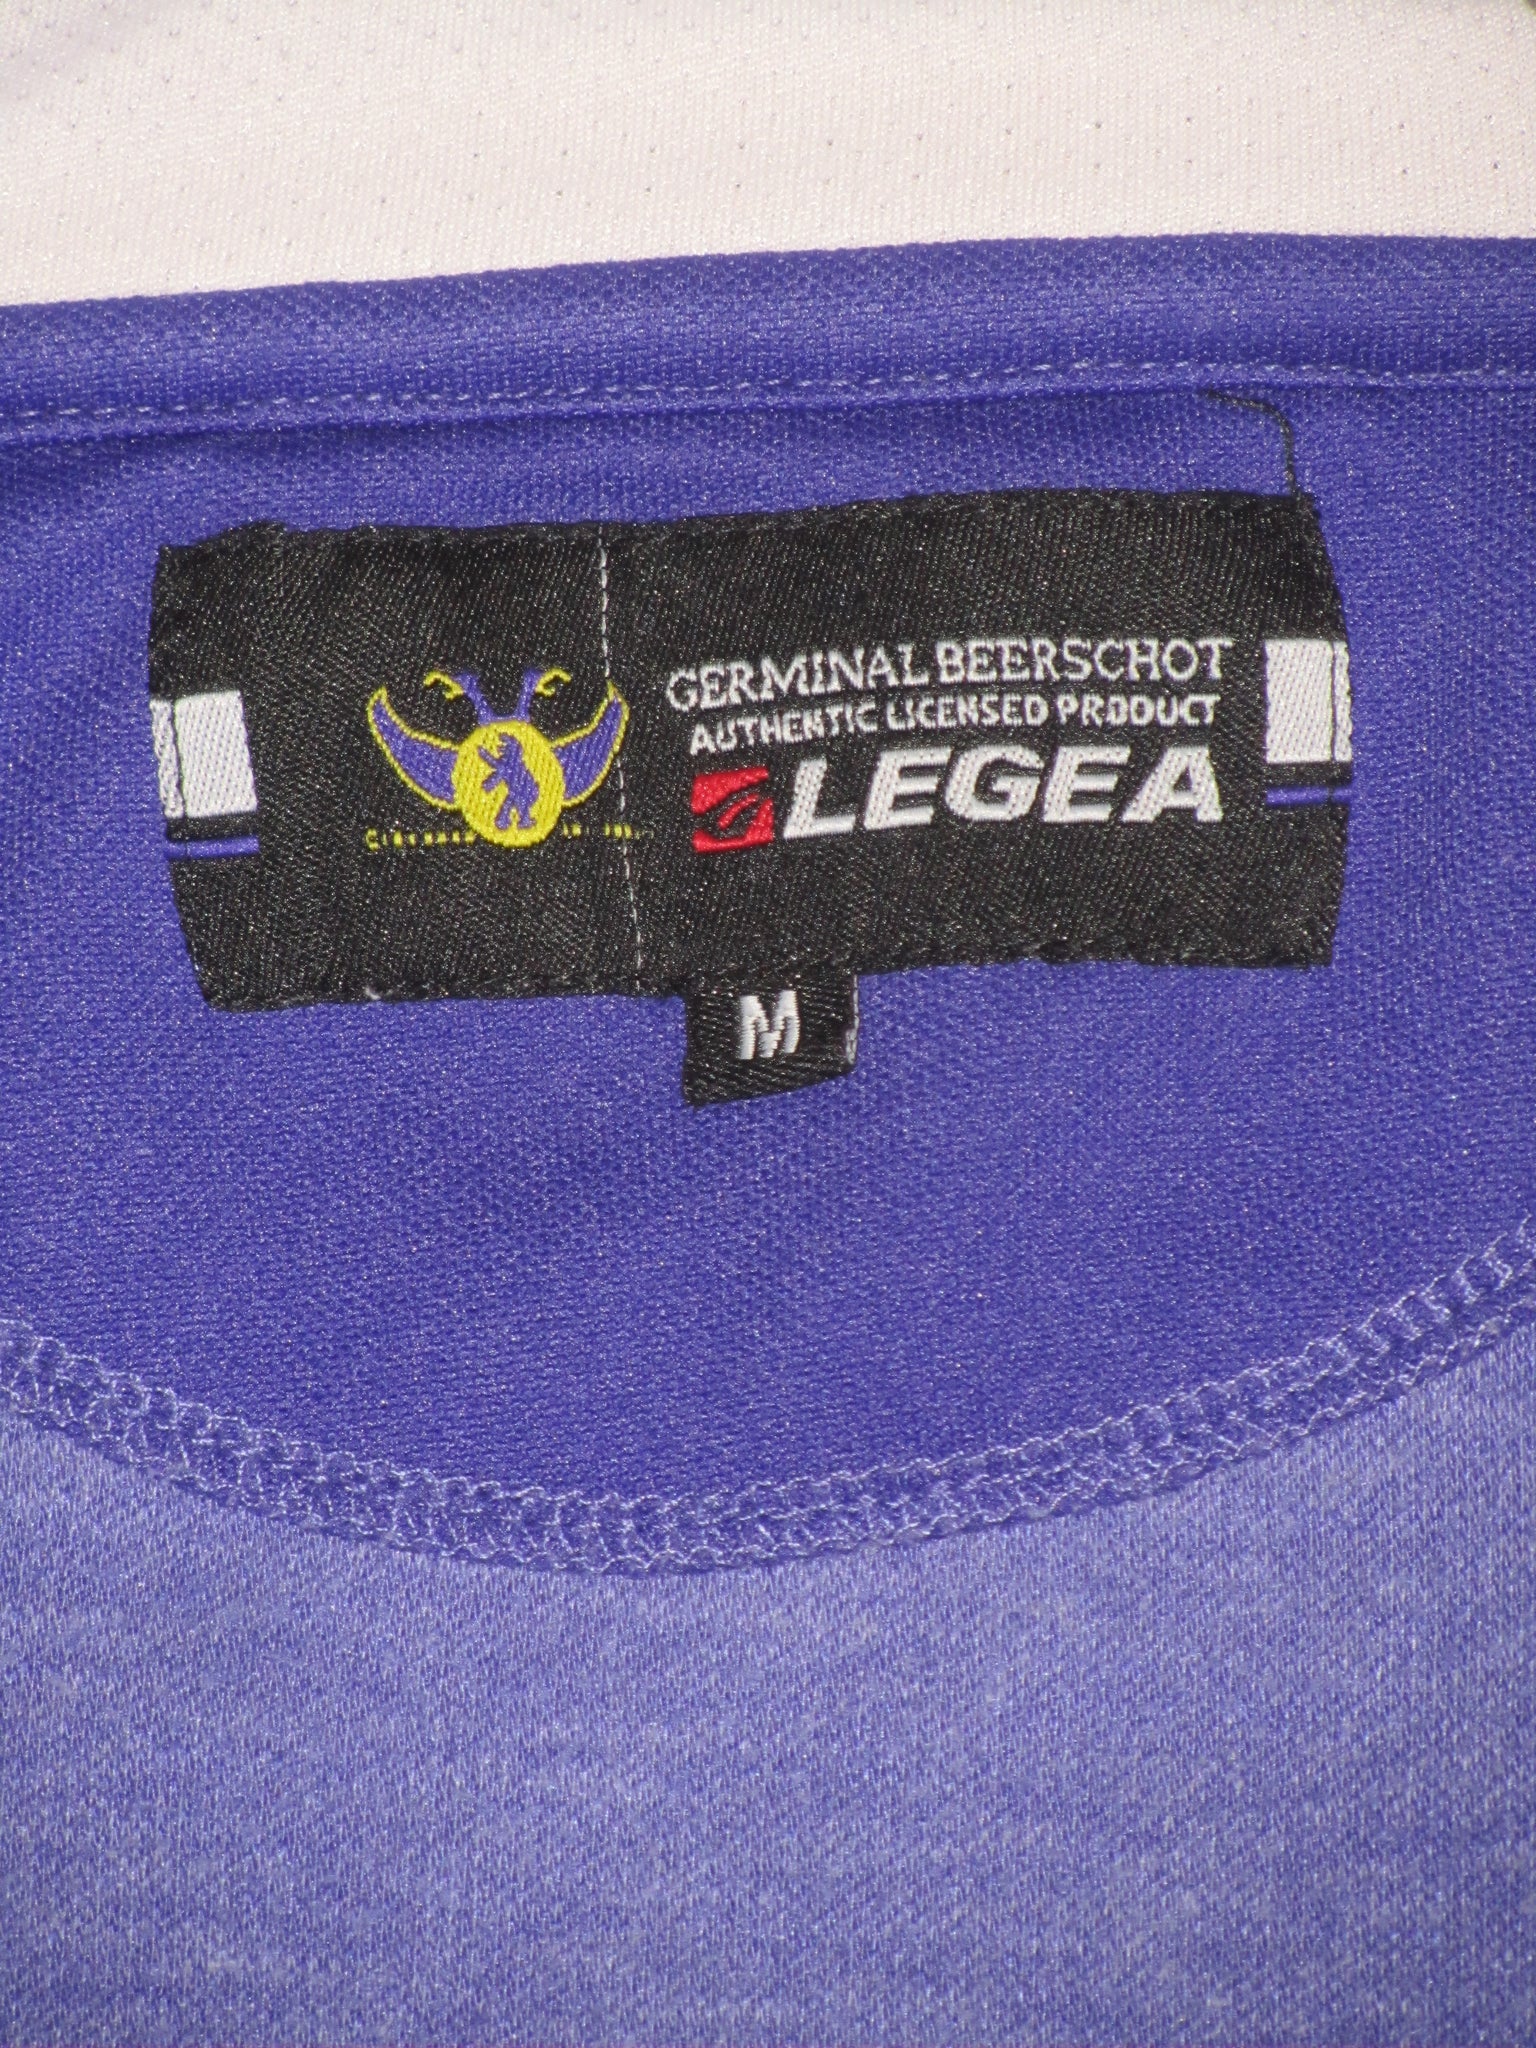 GERMINAL BEERSCHOT
AUTHENTIC LICENSED PRODUCT
LEGEA
M